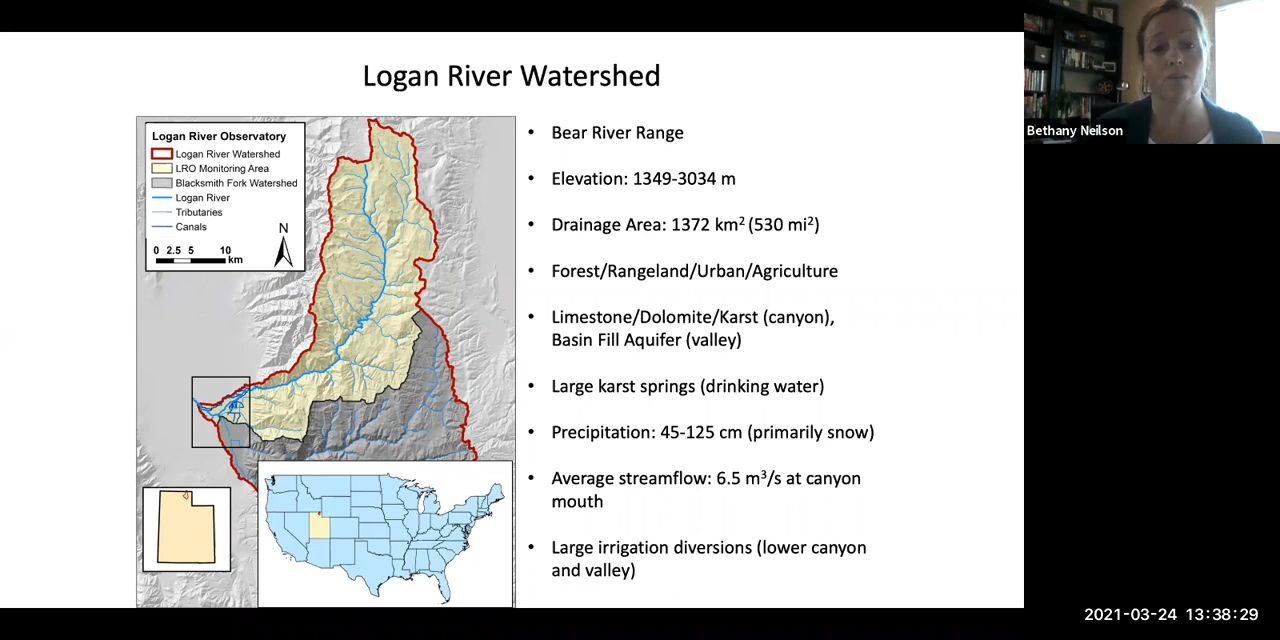 Logan River Watershed
Logan River Observatory
Logan River Watershed
LRO Monitoring Area
Blacksmith Fork Watershed
Logan River
Tributaries
Canals
N
0 2.5 5 10
km
• Bear River Range
• Elevation: 1349-3034 m
• Drainage Area: 1372 km² (530 mi²)
• Forest/Rangeland/Urban/Agriculture
• Limestone/Dolomite/Karst (canyon),
Basin Fill Aquifer (valley)
• Large karst springs (drinking water)
• Precipitation: 45-125 cm (primarily snow)
• Average streamflow: 6.5 m³/s at canyon
mouth
• Large irrigation diversions (lower canyon
and valley)
Bethany Neilson
2021-03-24 13:38:29